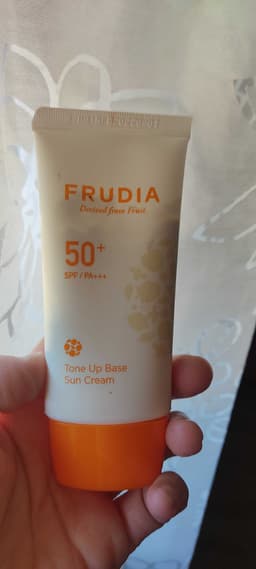 FRUDIA
Derived from Fruit
50+
SPF / PA+++
Tone Up Base
Sun Cream